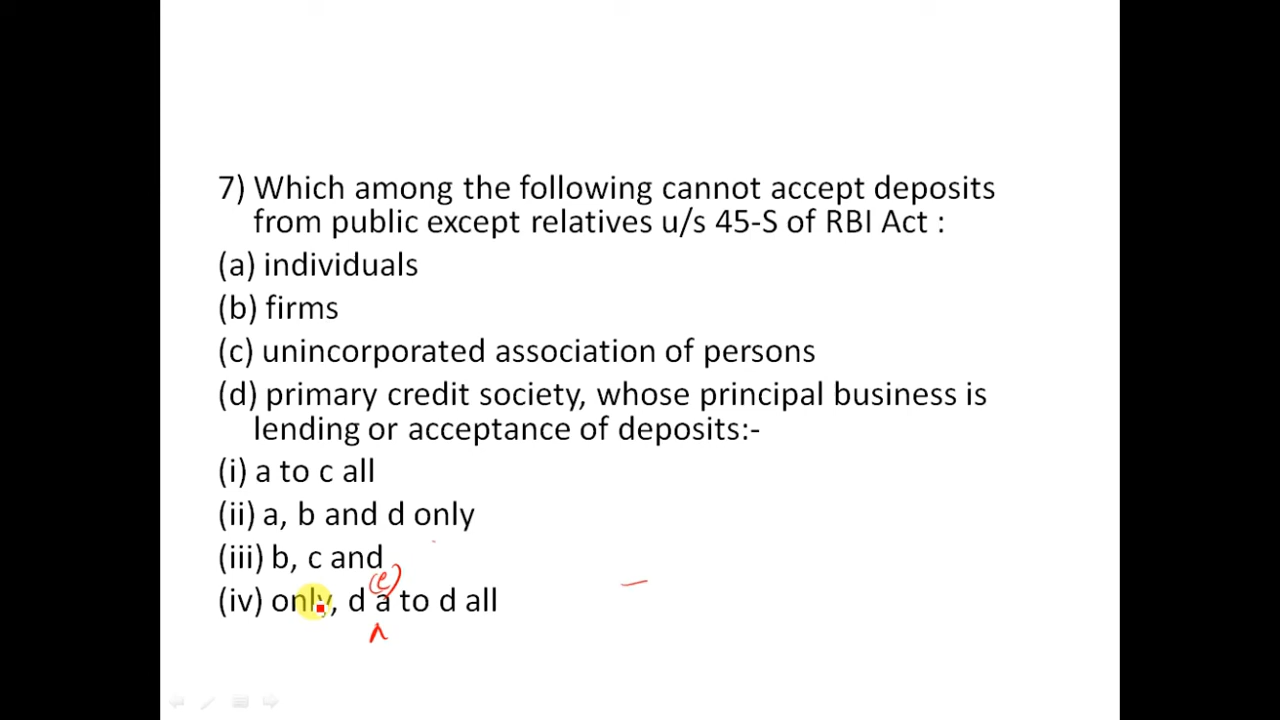 7) Which among the following cannot accept deposits
from public except relatives u/s 45-S of RBI Act :
(a) individuals
(b) firms
(c) unincorporated association of persons
(d) primary credit society, whose principal business is
lending or acceptance of deposits:-
(i) a to c all
(ii) a, b and d only
(iii) b, c and
(e)
(iv) only, d a to d all